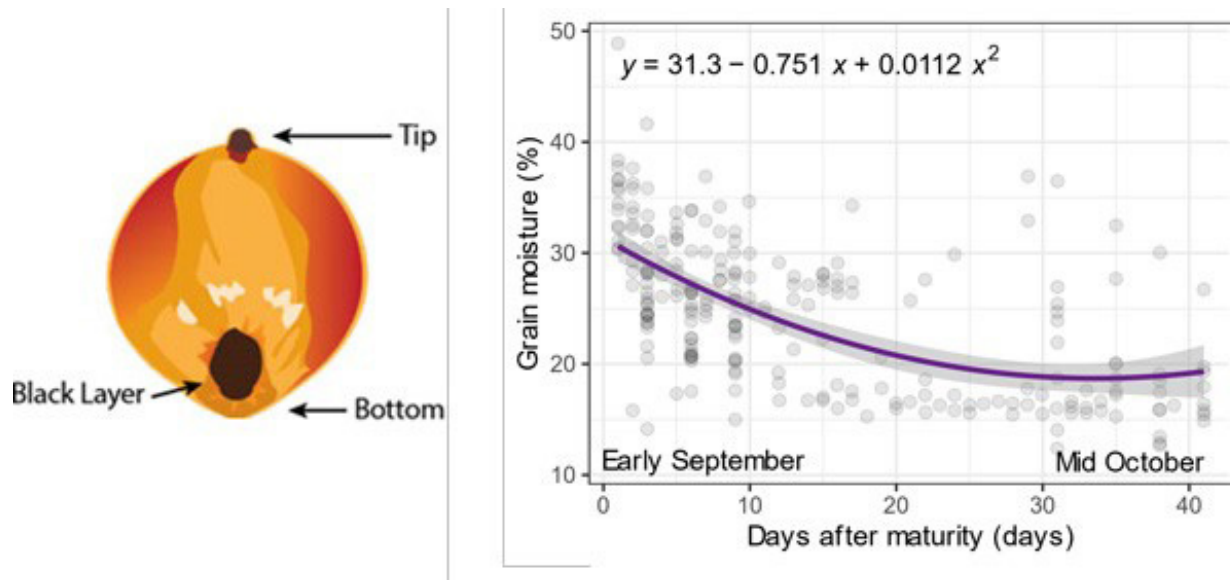 Tip
Black Layer
Bottom
y = 31.3 − 0.751 x + 0.0112 x²
50
40
30
20
10
Grain moisture (%)
Early September
Mid October
0
10
20
30
40
Days after maturity (days)